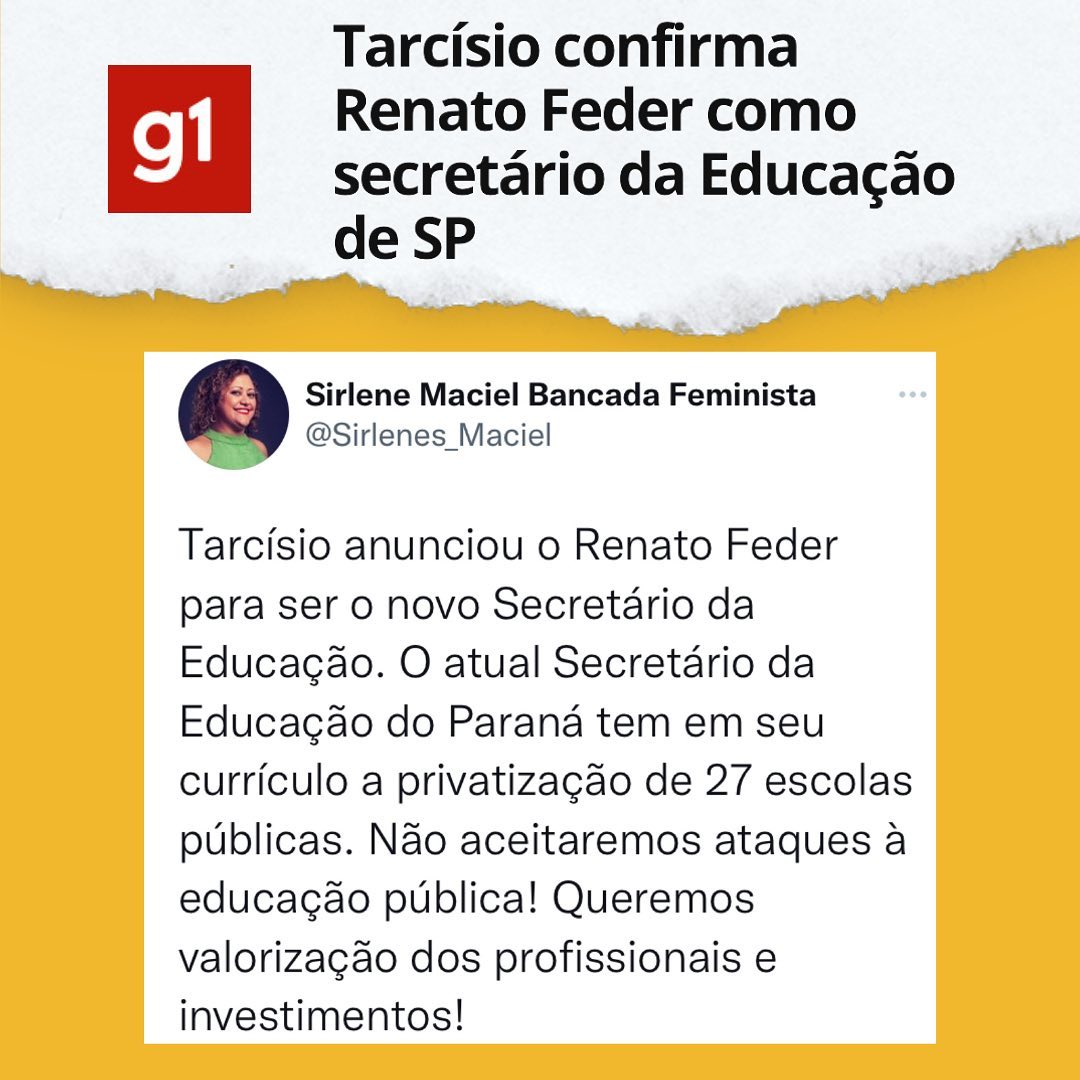 g1
Tarcísio confirma
Renato Feder como
secretário da Educação
de SP
Sirlene Maciel Bancada Feminista
@Sirlenes_Maciel
Tarcísio anunciou o Renato Feder
para ser o novo Secretário da
Educação. O atual Secretário da
Educação do Paraná tem em seu
currículo a privatização de 27 escolas
públicas. Não aceitaremos ataques à
educação pública! Queremos
valorização dos profissionais e
investimentos!